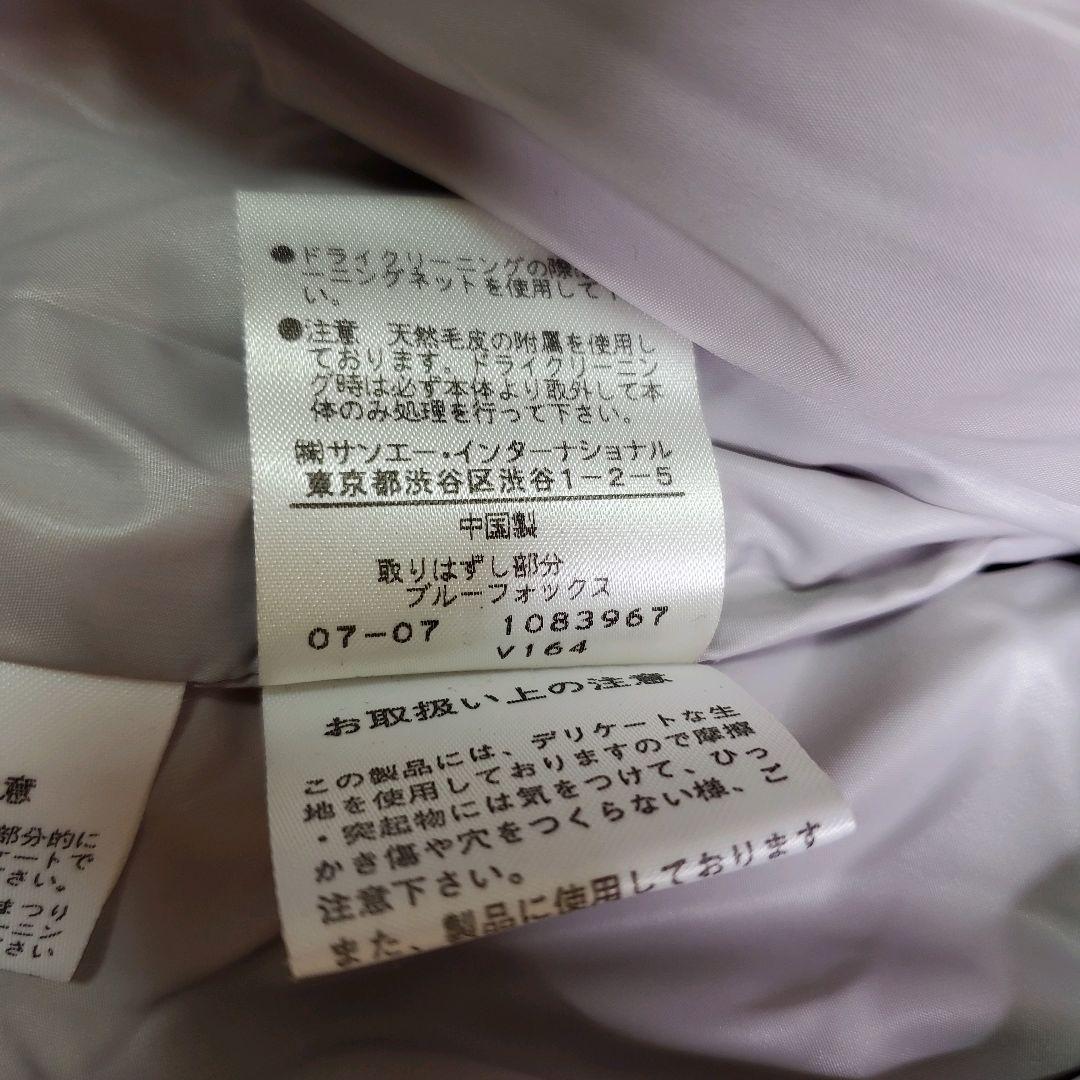 ●ドライクリーニングの際
ーニングネットを使用して
い。
●注意 天然毛皮の附属を使用し
ております。ドライクリーニン
グ時は必ず本体より取外して本
体のみ処理を行って下さい。
㈱サンエー・インターナショナル
東京都渋谷区渋谷1-2-5
中国製
取りはずし部分
ブルーフォックス
07-07 1083967
V164
お取扱い上の注意
この製品には、デリケートな生
地を使用しておりますので摩擦
・突起物には気をつけて、ひっ
かき傷や穴をつくらない様、ご
注意下さい。
また、製品に使用しております
意
部分的に
ートで
さい。
まつり
ーニン
さい